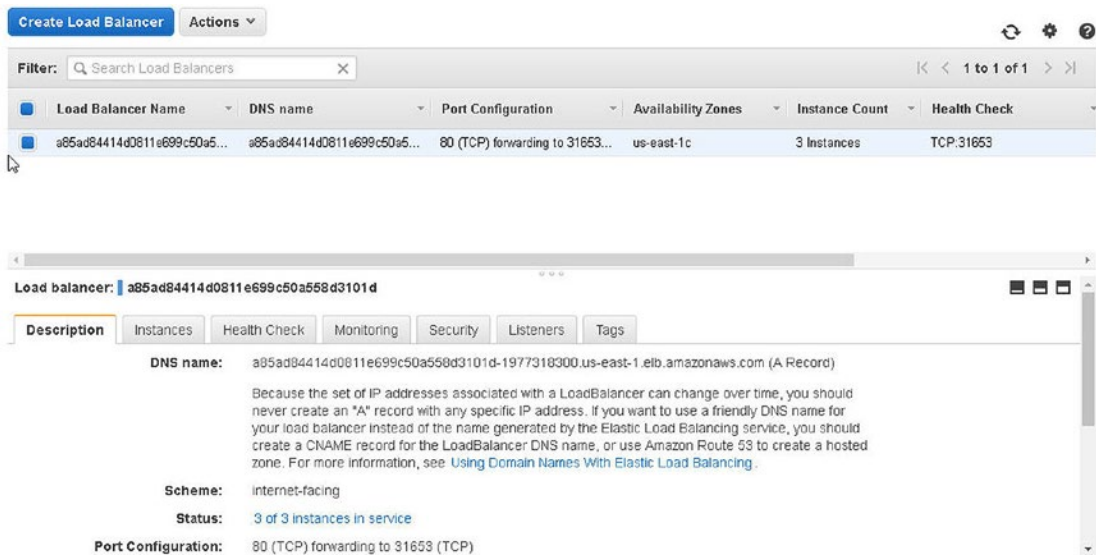 Create Load Balancer Actions
Filter: Search Load Balancers 1 to 1 of 1
Load Balancer Name DNS name Port Configuration Availability Zones Instance Count Health Check
a85ad84414d0811e699c50a5... a85ad84414d0811e699c50a5... 80 (TCP) forwarding to 31653... us-east-1c 3 Instances TCP:31653
Load balancer: a85ad84414d0811e699c50a558d3101d
Description Instances Health Check Monitoring Security Listeners Tags
DNS name: a85ad84414d0811e699c50a558d3101d-1977318300.us-east-1.elb.amazonaws.com (A Record)
Because the set of IP addresses associated with a LoadBalancer can change over time, you should
never create an "A" record with any specific IP address. If you want to use a friendly DNS name for
your load balancer instead of the name generated by the Elastic Load Balancing service, you should
create a CNAME record for the LoadBalancer DNS name, or use Amazon Route 53 to create a hosted
zone. For more information, see Using Domain Names With Elastic Load Balancing.
Scheme: internet-facing
Status: 3 of 3 instances in service
Port Configuration: 80 (TCP) forwarding to 31653 (TCP)